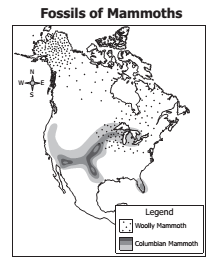 Fossils of Mammoths
N
W E
S
Legend
Woolly Mammoth
Columbian Mammoth